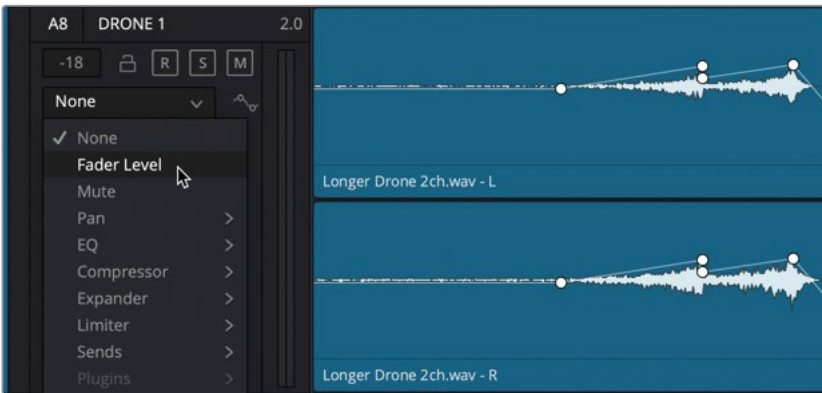 A8 DRONE 1 2.0
-18 R S M
None
✓ None
Fader Level
Mute
Pan >
EQ >
Compressor >
Expander >
Limiter >
Sends >
Plugins >
Longer Drone 2ch.wav - L
Longer Drone 2ch.wav - R